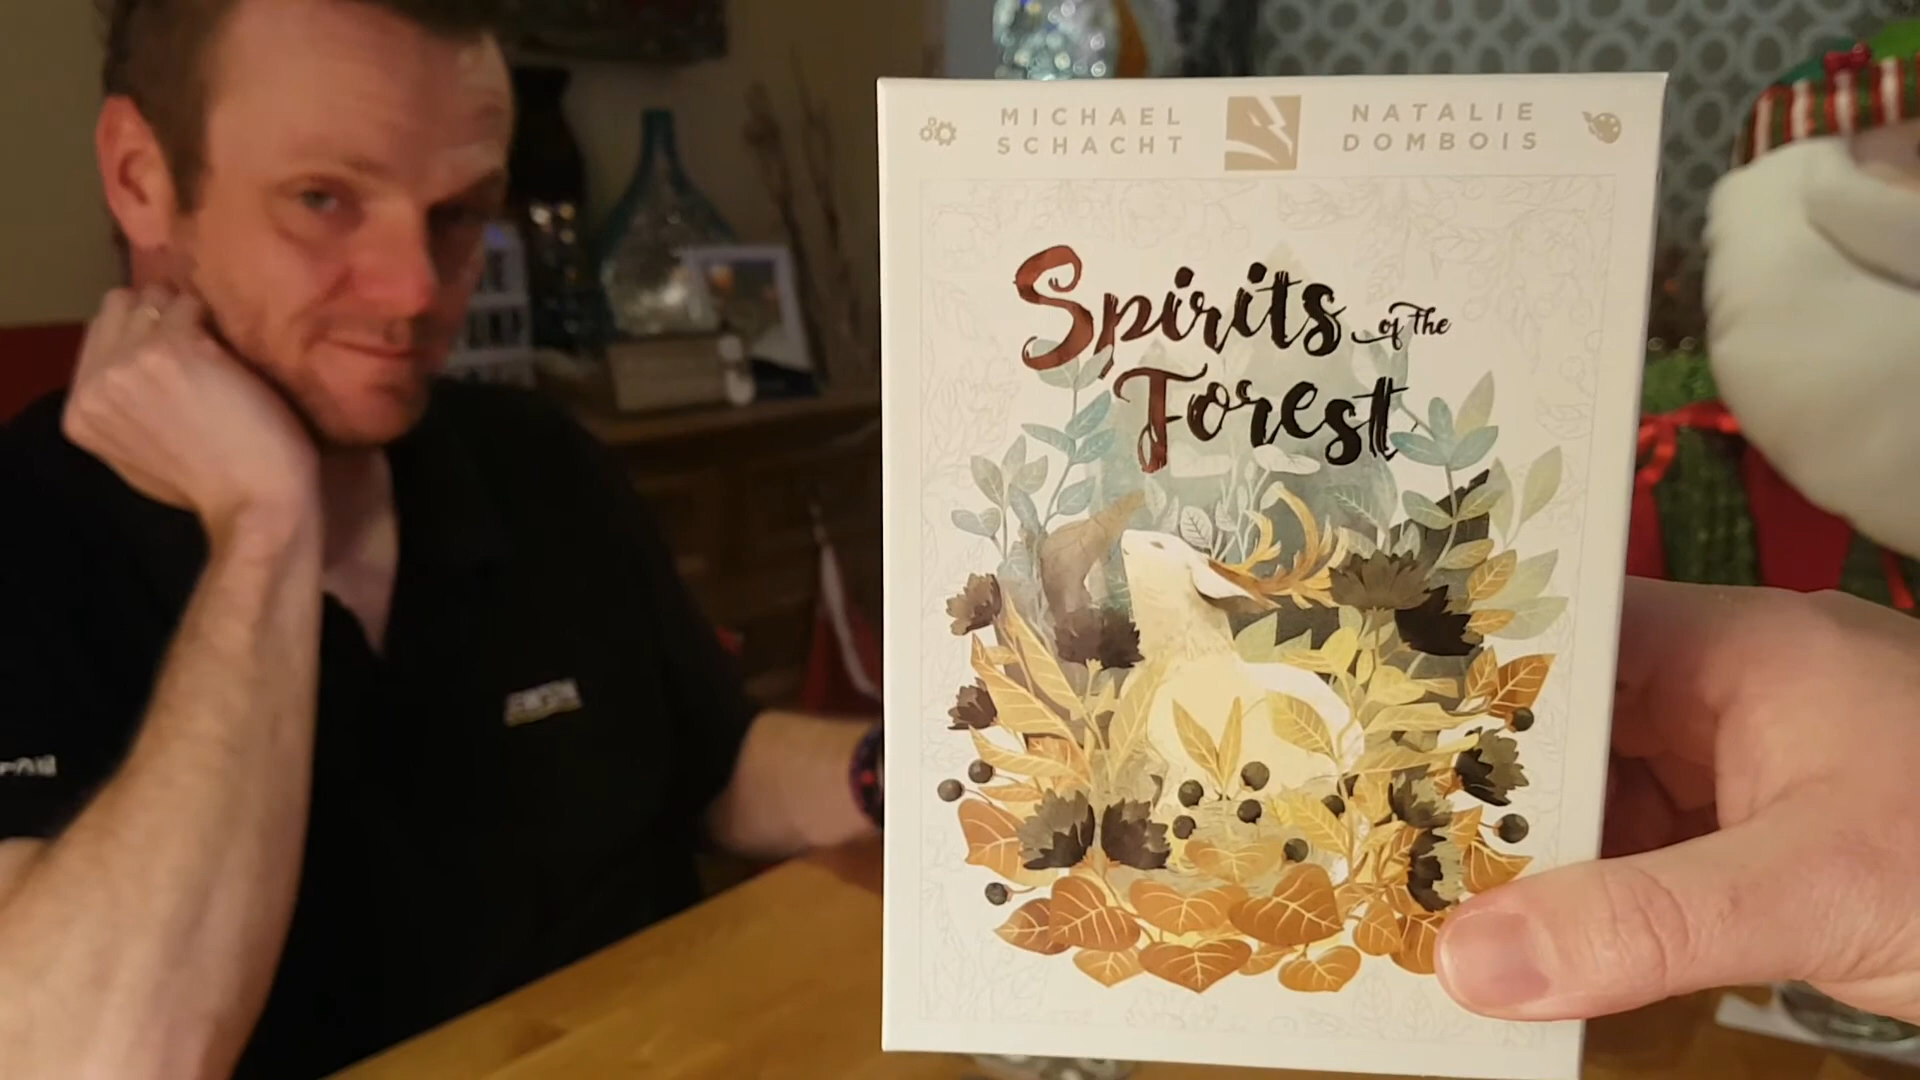 MICHAEL
SCHACHT
NATALIE
DOMBOIS
Spirits of the
Forest